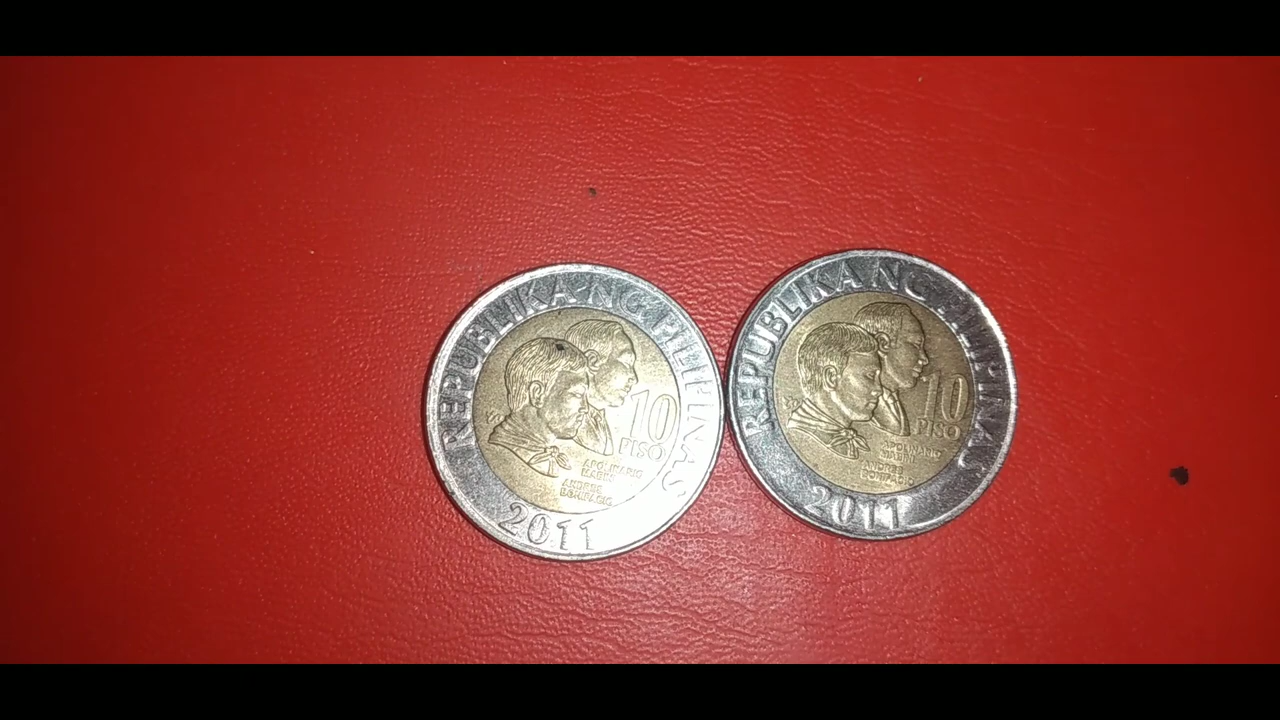 REPUBLIKA NG PILIPINAS
10
PISO
APOLINARIO
MABINI
ANDRES
BONIFACIO
2011
REPUBLIKA NG PILIPINAS
10
PISO
APOLINARIO
MABINI
ANDRES
BONIFACIO
2011